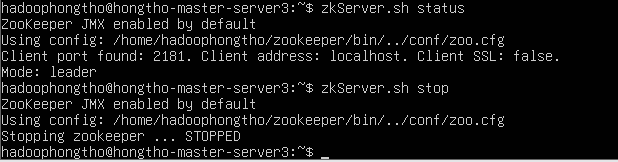 hadoophongtho@hongtho-master-server3:~$ zkServer.sh status
ZooKeeper JMX enabled by default
Using config: /home/hadoophongtho/zookeeper/bin/../conf/zoo.cfg
Client port found: 2181. Client address: localhost. Client SSL: false.
Mode: leader
hadoophongtho@hongtho-master-server3:~$ zkServer.sh stop
ZooKeeper JMX enabled by default
Using config: /home/hadoophongtho/zookeeper/bin/../conf/zoo.cfg
Stopping zookeeper ... STOPPED
hadoophongtho@hongtho-master-server3:~$ _